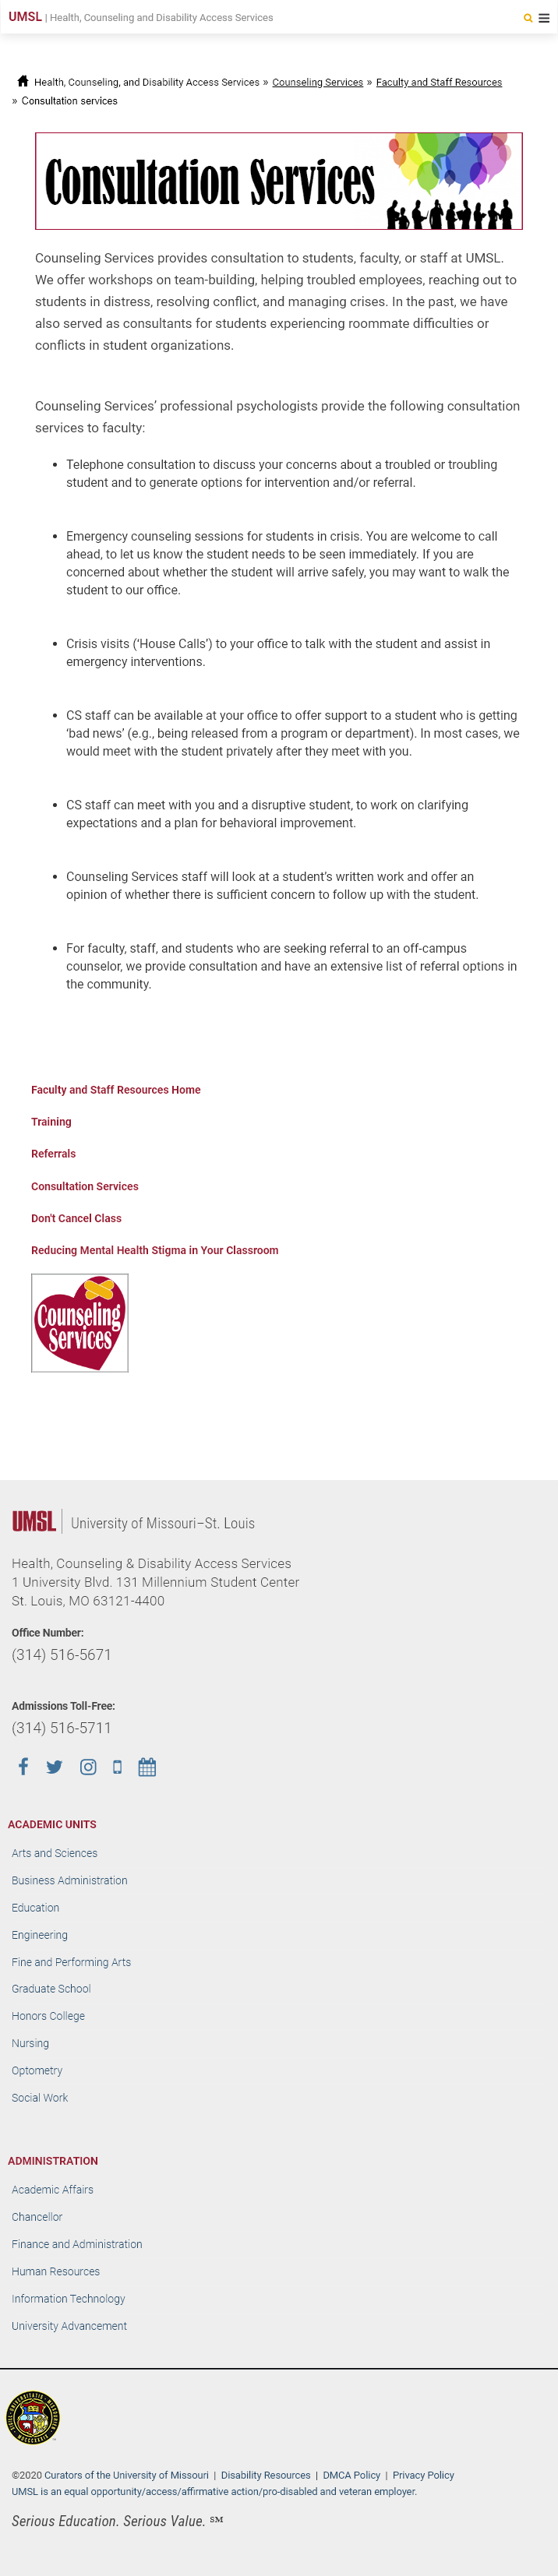 UMSL | Health, Counseling and Disability Access Services
Health, Counseling, and Disability Access Services » Counseling Services » Faculty and Staff Resources
» Consultation services
Consultation Services
Counseling Services provides consultation to students, faculty, or staff at UMSL.
We offer workshops on team-building, helping troubled employees, reaching out to
students in distress, resolving conflict, and managing crises. In the past, we have
also served as consultants for students experiencing roommate difficulties or
conflicts in student organizations.
Counseling Services’ professional psychologists provide the following consultation
services to faculty:
• Telephone consultation to discuss your concerns about a troubled or troubling
student and to generate options for intervention and/or referral.
• Emergency counseling sessions for students in crisis. You are welcome to call
ahead, to let us know the student needs to be seen immediately. If you are
concerned about whether the student will arrive safely, you may want to walk the
student to our office.
• Crisis visits (‘House Calls’) to your office to talk with the student and assist in
emergency interventions.
• CS staff can be available at your office to offer support to a student who is getting
‘bad news’ (e.g., being released from a program or department). In most cases, we
would meet with the student privately after they meet with you.
• CS staff can meet with you and a disruptive student, to work on clarifying
expectations and a plan for behavioral improvement.
• Counseling Services staff will look at a student’s written work and offer an
opinion of whether there is sufficient concern to follow up with the student.
• For faculty, staff, and students who are seeking referral to an off-campus
counselor, we provide consultation and have an extensive list of referral options in
the community.
Faculty and Staff Resources Home
Training
Referrals
Consultation Services
Don't Cancel Class
Reducing Mental Health Stigma in Your Classroom
Counseling
Services
UMSL | University of Missouri–St. Louis
Health, Counseling & Disability Access Services
1 University Blvd. 131 Millennium Student Center
St. Louis, MO 63121-4400
Office Number:
(314) 516-5671
Admissions Toll-Free:
(314) 516-5711
ACADEMIC UNITS
Arts and Sciences
Business Administration
Education
Engineering
Fine and Performing Arts
Graduate School
Honors College
Nursing
Optometry
Social Work
ADMINISTRATION
Academic Affairs
Chancellor
Finance and Administration
Human Resources
Information Technology
University Advancement
©2020 Curators of the University of Missouri | Disability Resources | DMCA Policy | Privacy Policy
UMSL is an equal opportunity/access/affirmative action/pro-disabled and veteran employer.
Serious Education. Serious Value. ℠